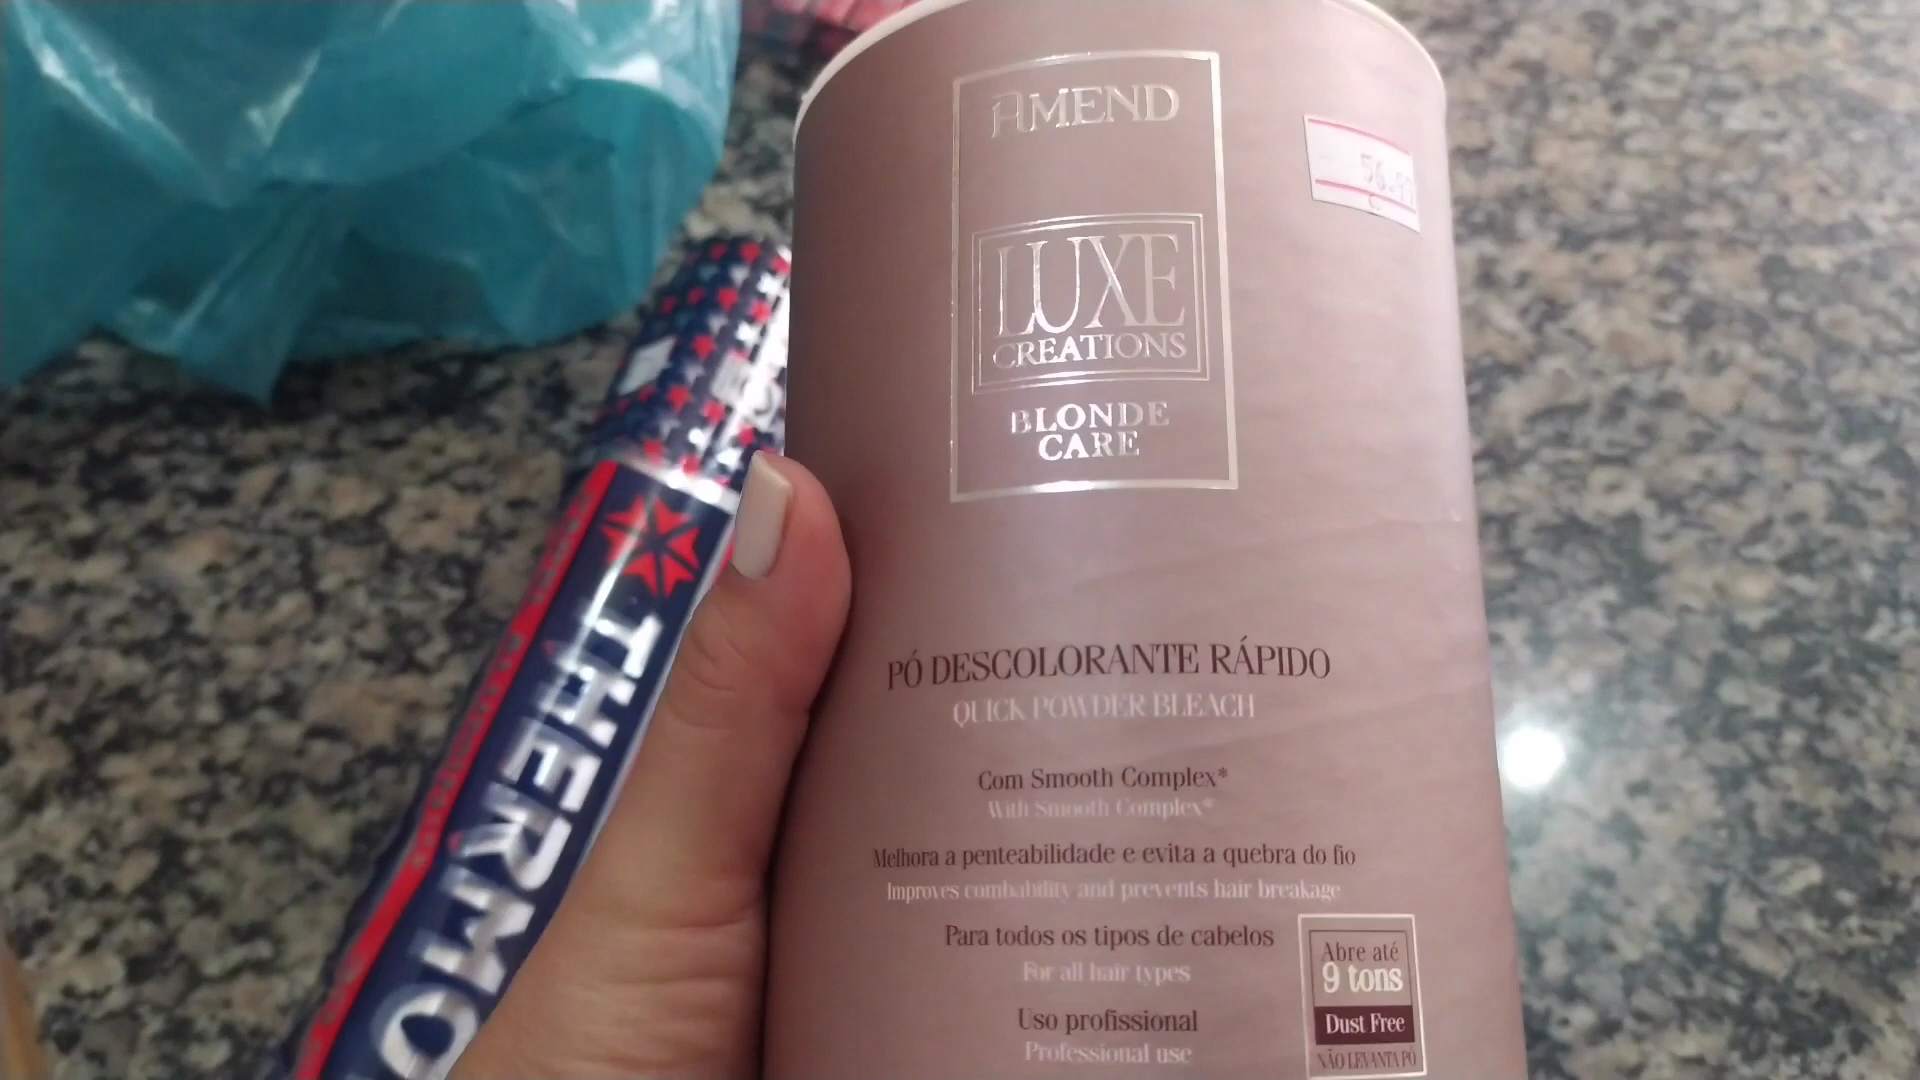 AMEND
LUXE
CREATIONS
BLONDE
CARE
PÓ DESCOLORANTE RÁPIDO
QUICK POWDER BLEACH
Com Smooth Complex*
With Smooth Complex*
Melhora a penteabilidade e evita a quebra do fio
Improves combability and prevents hair breakage
Para todos os tipos de cabelos
For all hair types
Uso profissional
Professional use
Abre até
9 tons
Dust Free
NÃO LEVANTA PÓ
THERMO